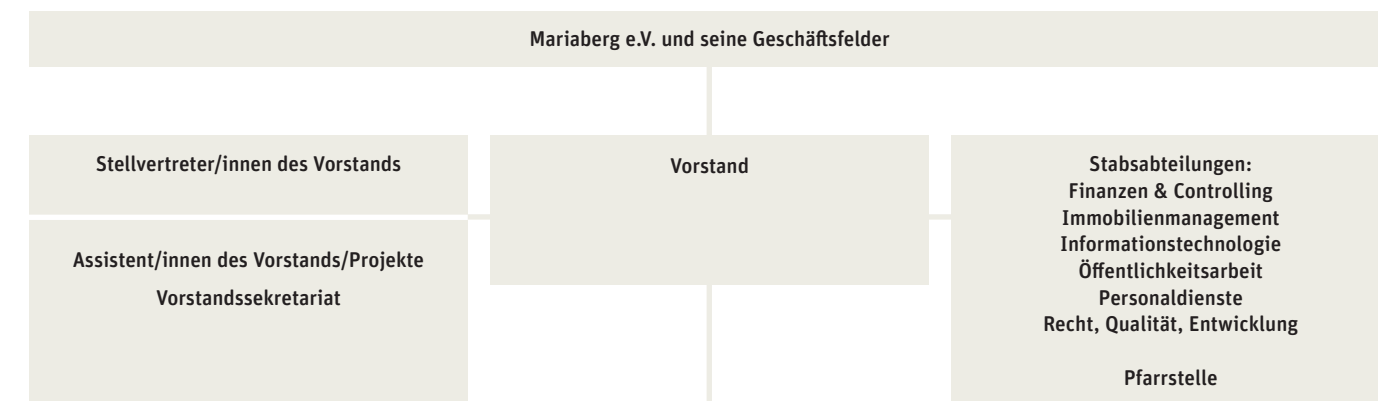 Mariaberg e.V. und seine Geschäftsfelder
Stellvertreter/innen des Vorstands
Assistent/innen des Vorstands/Projekte
Vorstandssekretariat
Vorstand
Stabsabteilungen:
Finanzen & Controlling
Immobilienmanagement
Informationstechnologie
Öffentlichkeitsarbeit
Personaldienste
Recht, Qualität, Entwicklung
Pfarrstelle